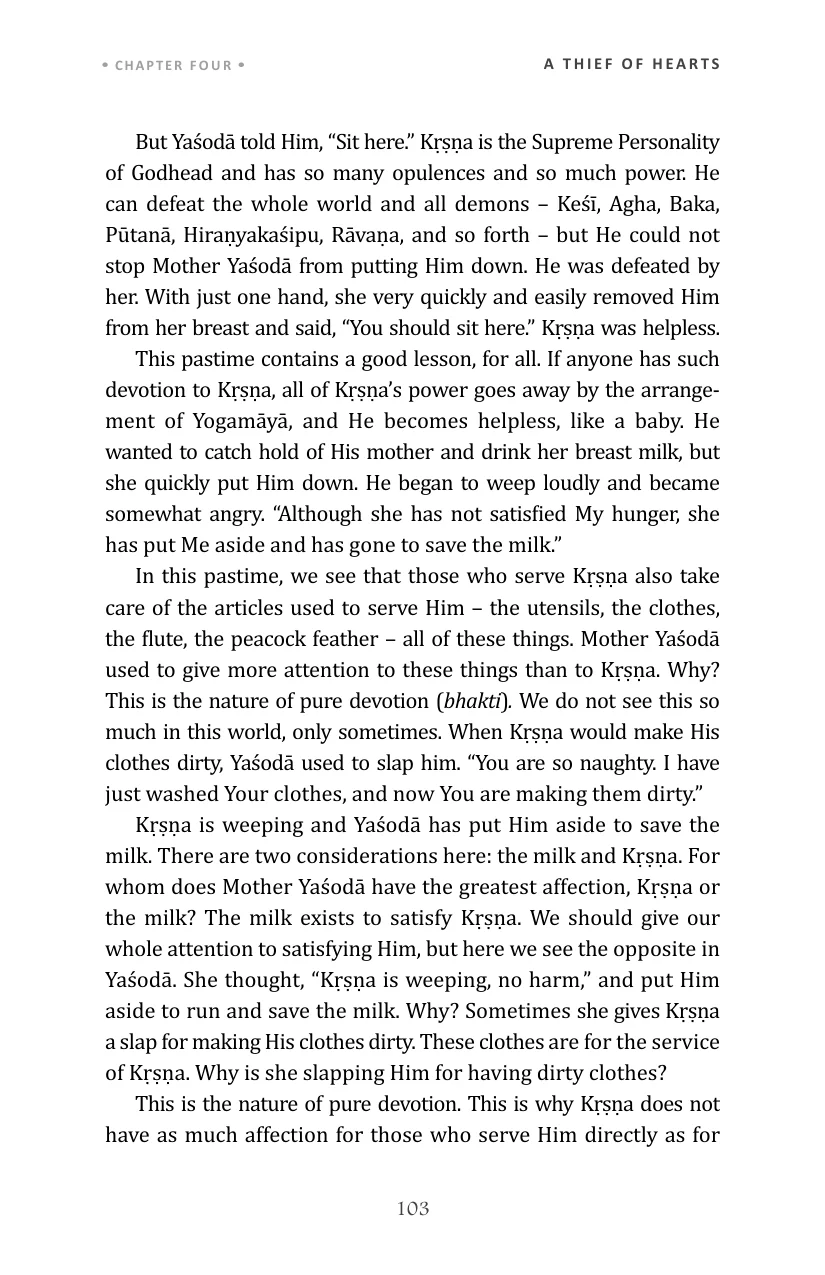 • CHAPTER FOUR •
A THIEF OF HEARTS
But Yaśodā told Him, “Sit here.” Kṛṣṇa is the Supreme Personality
of Godhead and has so many opulences and so much power. He
can defeat the whole world and all demons – Keśī, Agha, Baka,
Pūtanā, Hiraṇyakaśipu, Rāvaṇa, and so forth – but He could not
stop Mother Yaśodā from putting Him down. He was defeated by
her. With just one hand, she very quickly and easily removed Him
from her breast and said, “You should sit here.” Kṛṣṇa was helpless.
This pastime contains a good lesson, for all. If anyone has such
devotion to Kṛṣṇa, all of Kṛṣṇa’s power goes away by the arrange-
ment of Yogamāyā, and He becomes helpless, like a baby. He
wanted to catch hold of His mother and drink her breast milk, but
she quickly put Him down. He began to weep loudly and became
somewhat angry. “Although she has not satisfied My hunger, she
has put Me aside and has gone to save the milk.”
In this pastime, we see that those who serve Kṛṣṇa also take
care of the articles used to serve Him – the utensils, the clothes,
the flute, the peacock feather – all of these things. Mother Yaśodā
used to give more attention to these things than to Kṛṣṇa. Why?
This is the nature of pure devotion (bhakti). We do not see this so
much in this world, only sometimes. When Kṛṣṇa would make His
clothes dirty, Yaśodā used to slap him. “You are so naughty. I have
just washed Your clothes, and now You are making them dirty.”
Kṛṣṇa is weeping and Yaśodā has put Him aside to save the
milk. There are two considerations here: the milk and Kṛṣṇa. For
whom does Mother Yaśodā have the greatest affection, Kṛṣṇa or
the milk? The milk exists to satisfy Kṛṣṇa. We should give our
whole attention to satisfying Him, but here we see the opposite in
Yaśodā. She thought, “Kṛṣṇa is weeping, no harm,” and put Him
aside to run and save the milk. Why? Sometimes she gives Kṛṣṇa
a slap for making His clothes dirty. These clothes are for the service
of Kṛṣṇa. Why is she slapping Him for having dirty clothes?
This is the nature of pure devotion. This is why Kṛṣṇa does not
have as much affection for those who serve Him directly as for
103